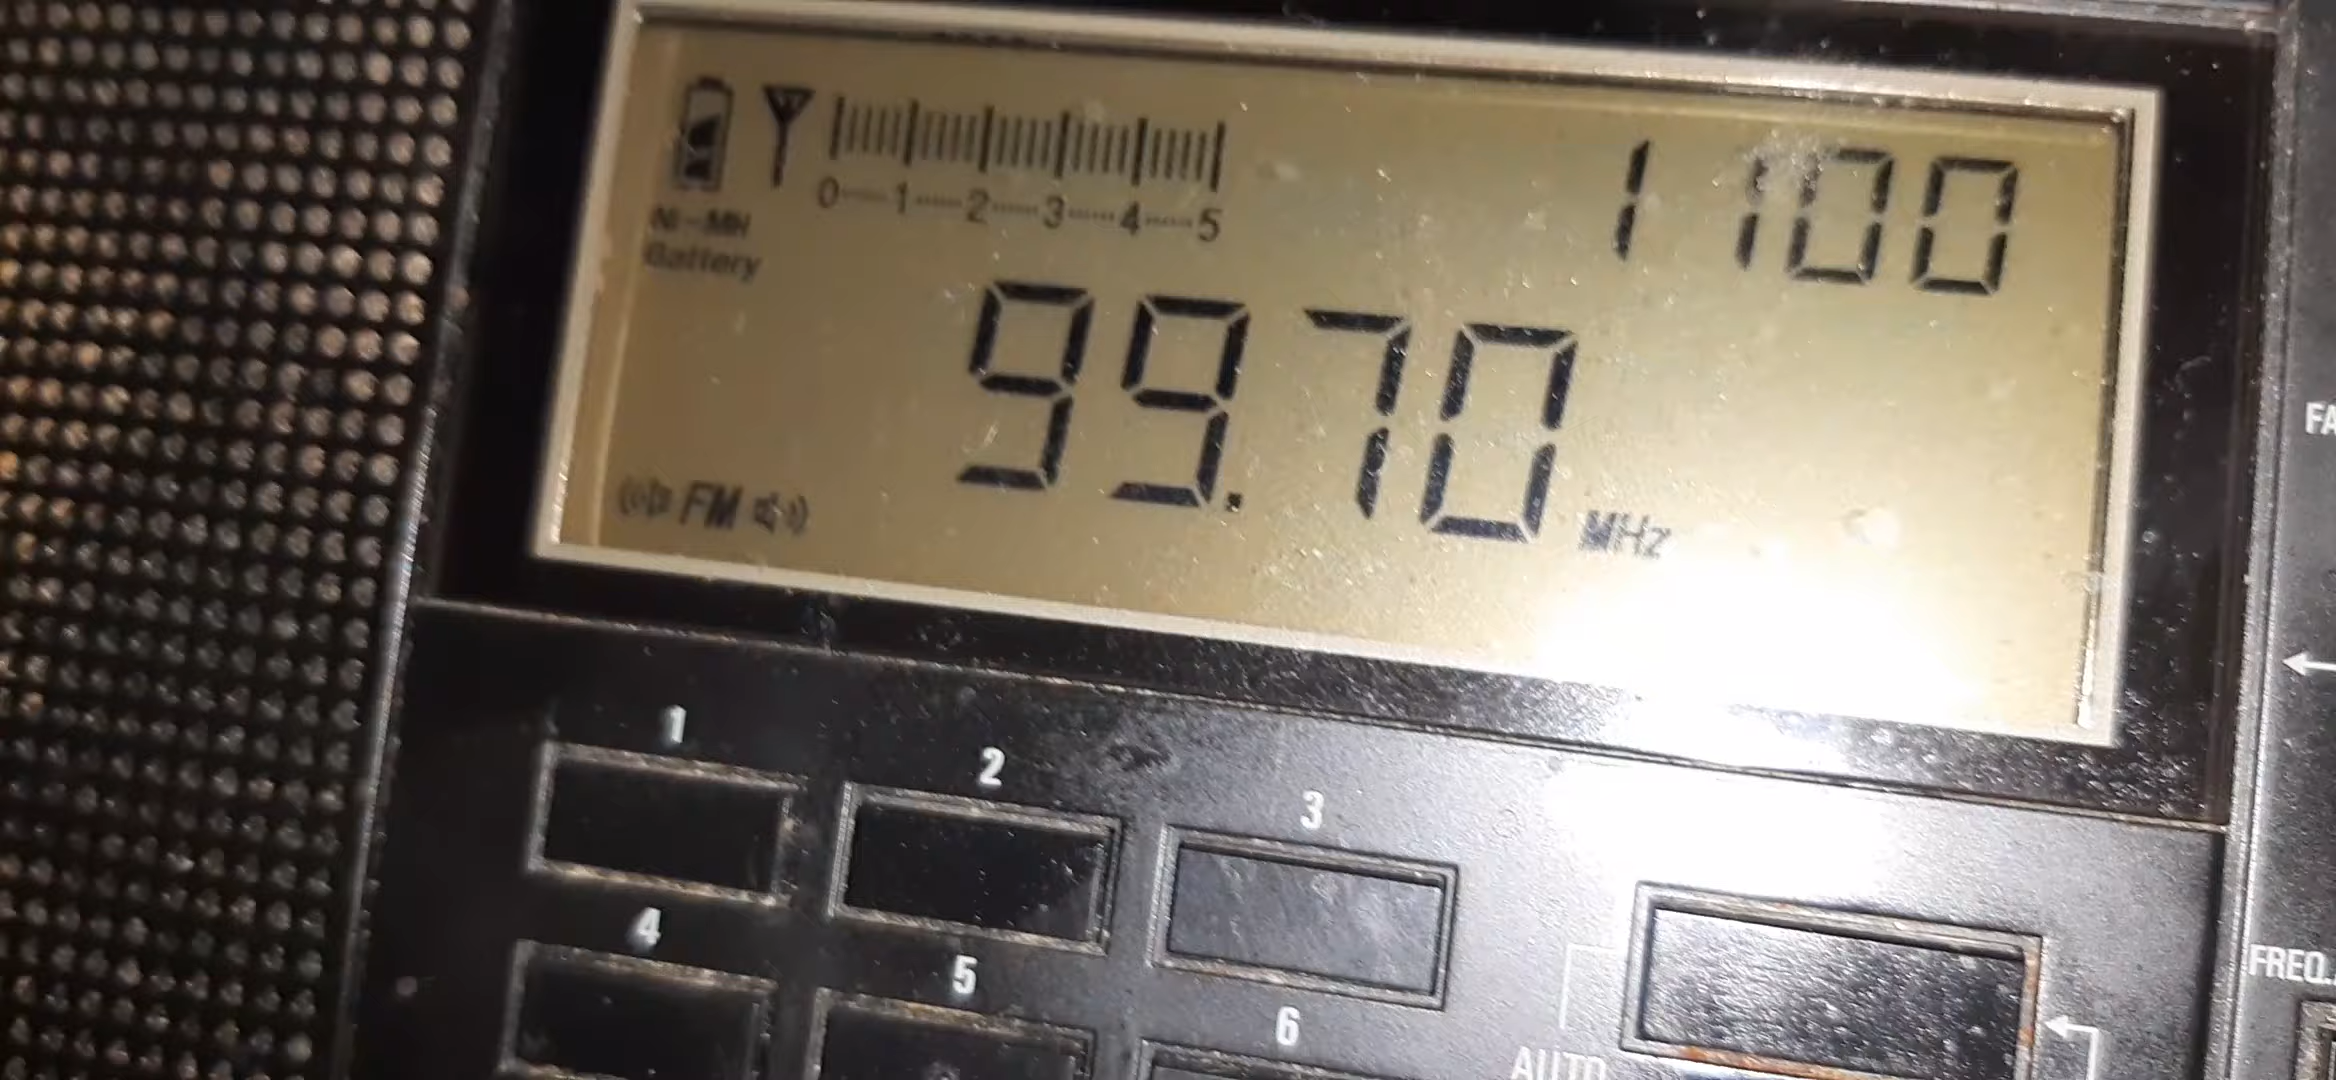 0 1 2 3 4 5
1 100
Ni-MH
Battery
99.70 MHz
FM
1
2
3
4
5
6
AUTO
FREQ.
FA